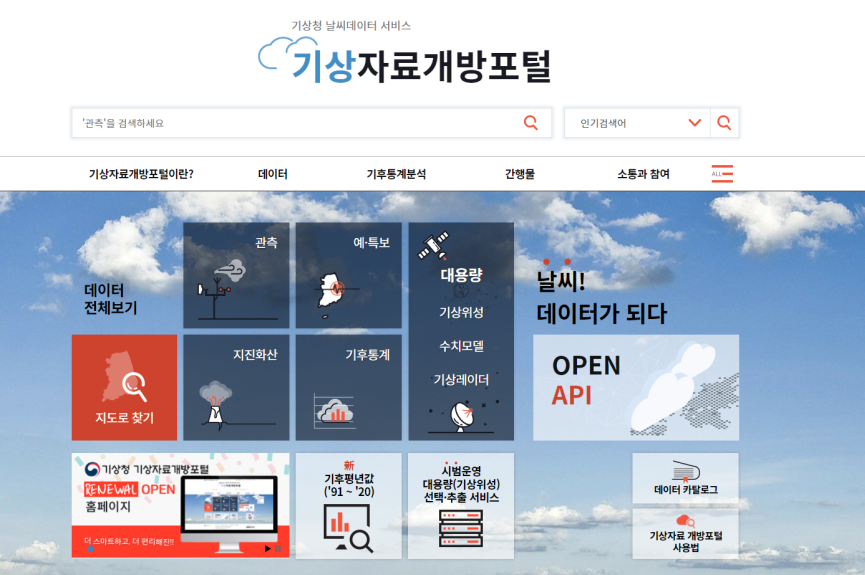 기상청 날씨데이터 서비스
기상자료개방포털
'관측'을 검색하세요
인기검색어
기상자료개방포털이란?
데이터
기후통계분석
간행물
소통과 참여
ALL
데이터
전체보기
관측
예·특보
대용량
기상위성
수치모델
기상레이더
날씨!
데이터가 되다
지도로 찾기
지진화산
기후통계
OPEN
API
기상청 기상자료개방포털
RENEWAL OPEN
홈페이지
더 스마트하고, 더 편리해진!!
新
기후평년값
('91 ~ '20)
시범운영
대용량(기상위성)
선택·추출 서비스
데이터 카탈로그
기상자료 개방포털
사용법